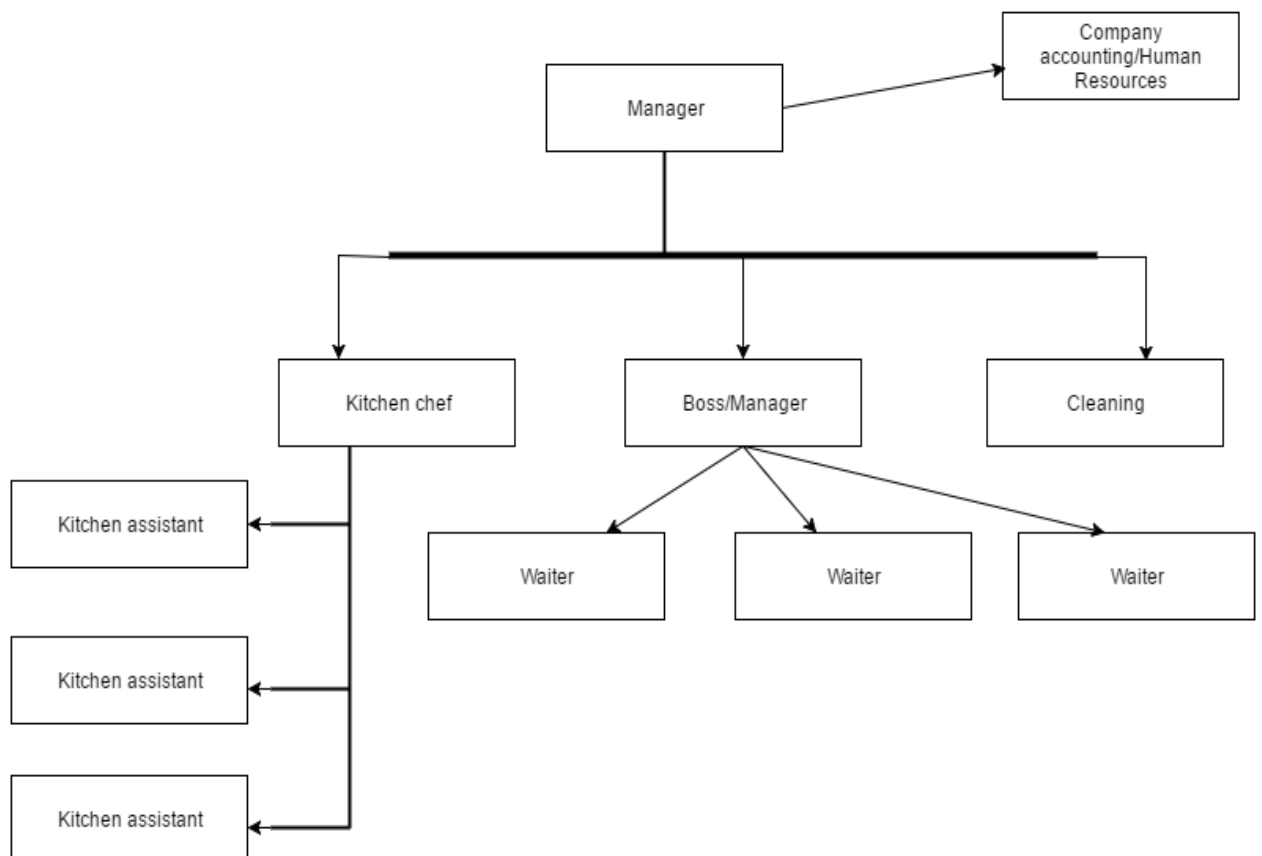 Company
accounting/Human
Resources
Manager
Kitchen chef
Boss/Manager
Cleaning
Kitchen assistant
Waiter
Waiter
Waiter
Kitchen assistant
Kitchen assistant